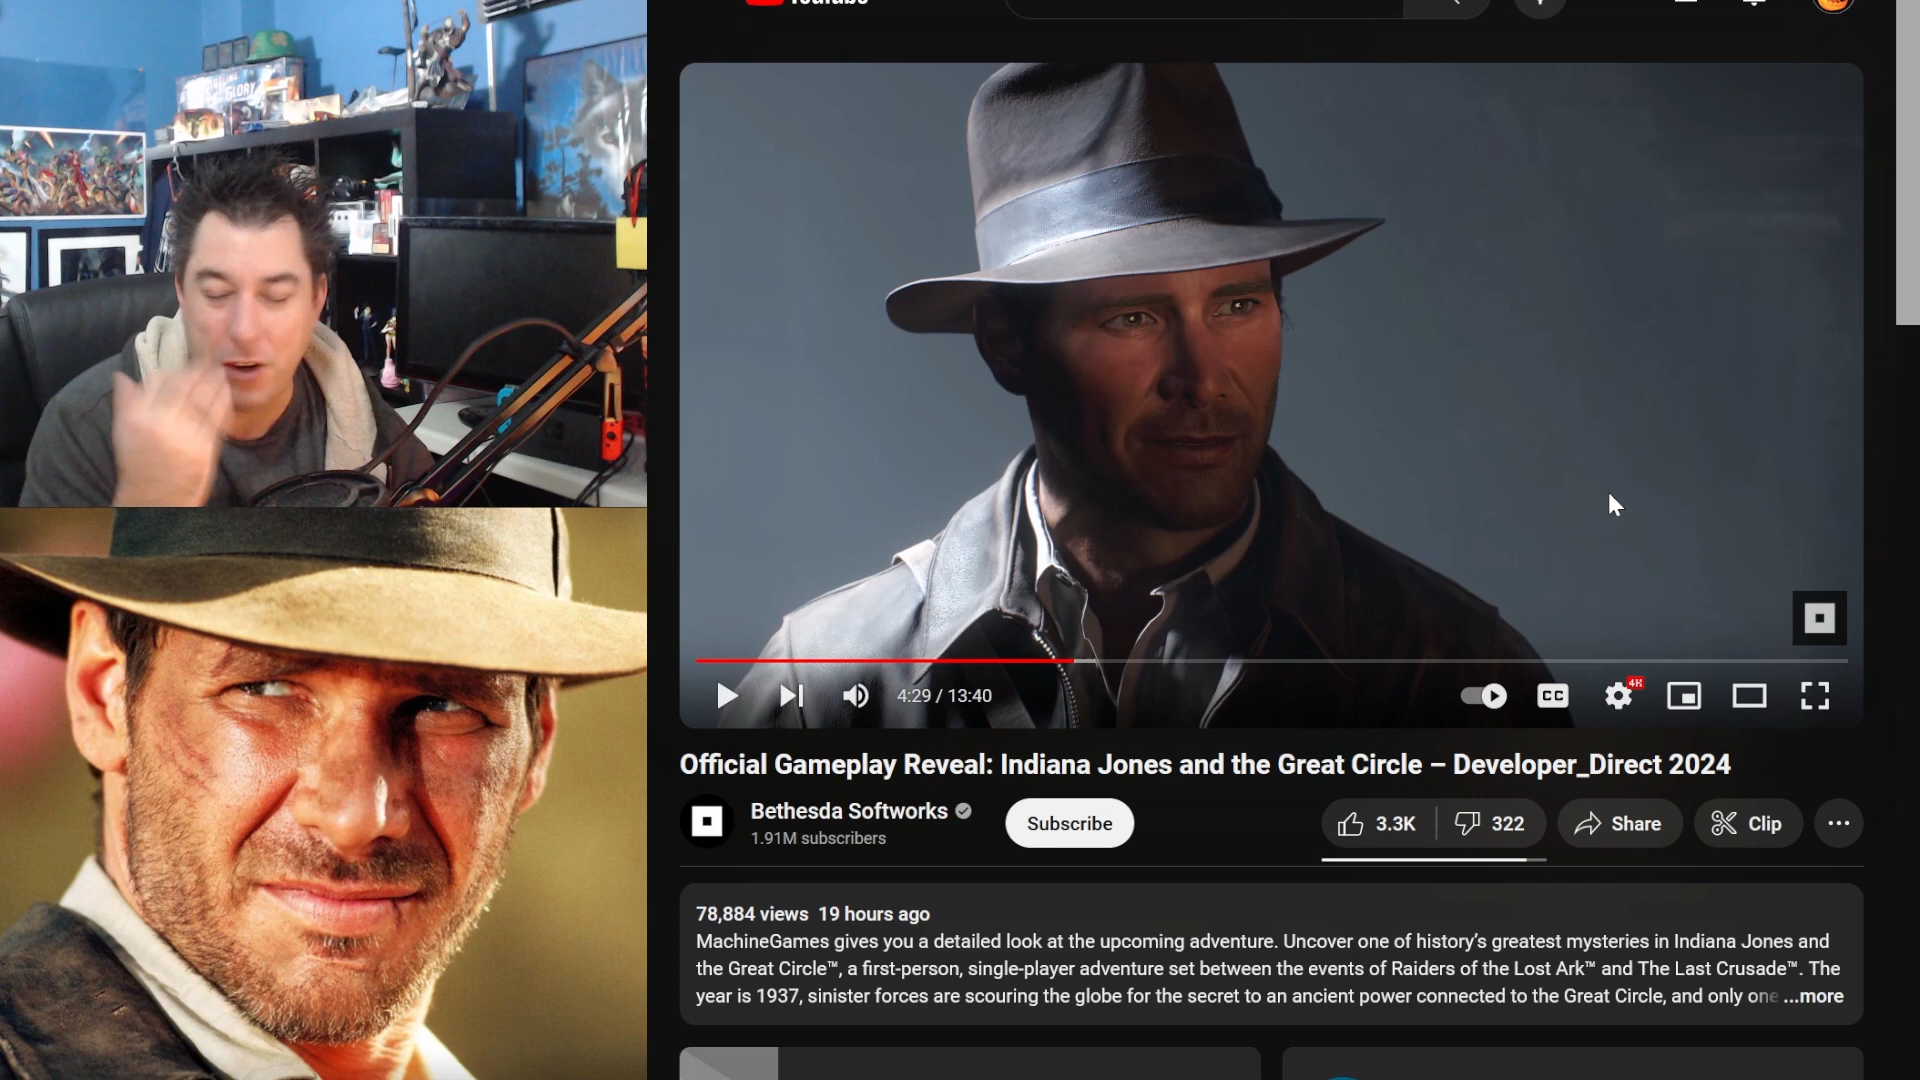 YouTube
GLORY
4:29 / 13:40
CC
4K
Official Gameplay Reveal: Indiana Jones and the Great Circle – Developer_Direct 2024
Bethesda Softworks
1.91M subscribers
Subscribe
3.3K
322
Share
Clip
78,884 views 19 hours ago
MachineGames gives you a detailed look at the upcoming adventure. Uncover one of history’s greatest mysteries in Indiana Jones and
the Great Circle™, a first-person, single-player adventure set between the events of Raiders of the Lost Ark™ and The Last Crusade™. The
year is 1937, sinister forces are scouring the globe for the secret to an ancient power connected to the Great Circle, and only one ...more